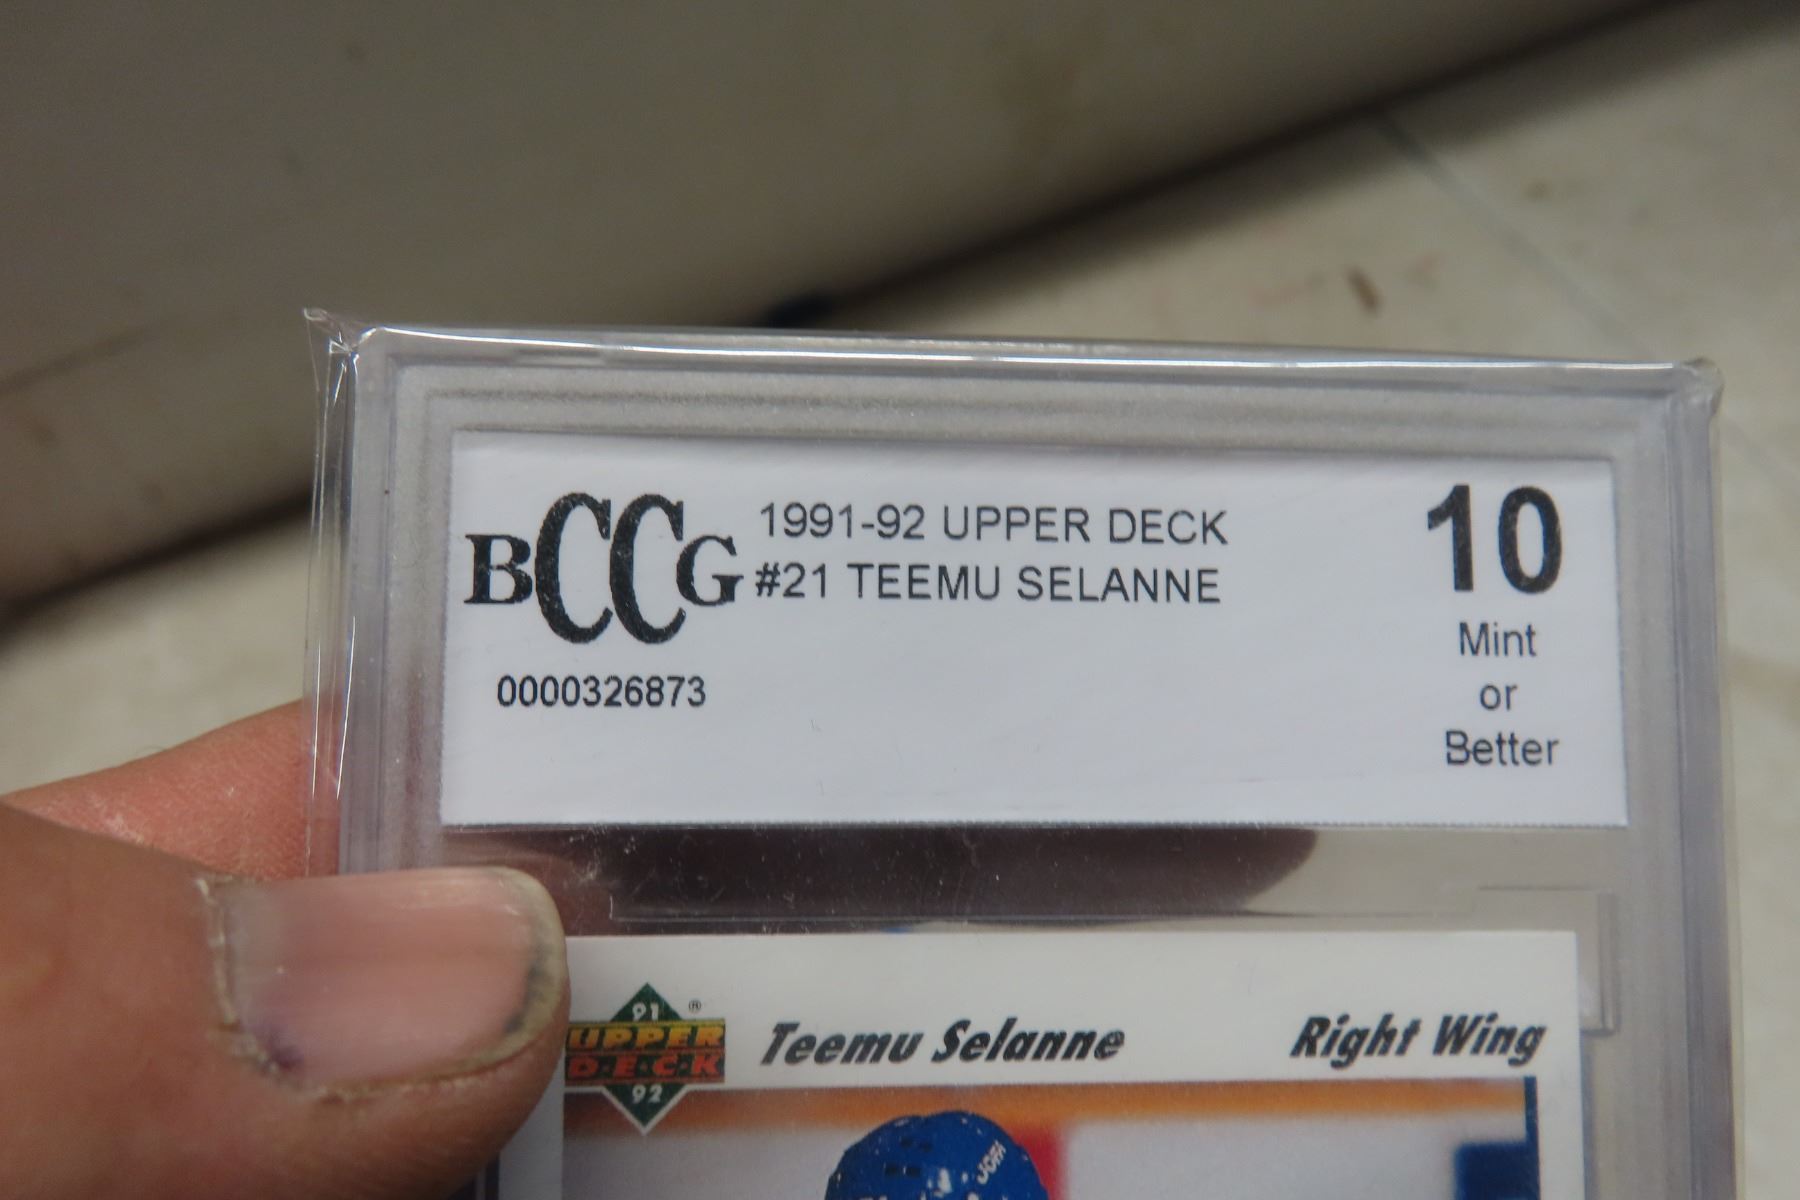 BCCG
1991-92 UPPER DECK
#21 TEEMU SELANNE
10
Mint
or
Better
0000326873
91
®
UPPER
D·E·C·K
92
Teemu Selanne
Right Wing
JOFA